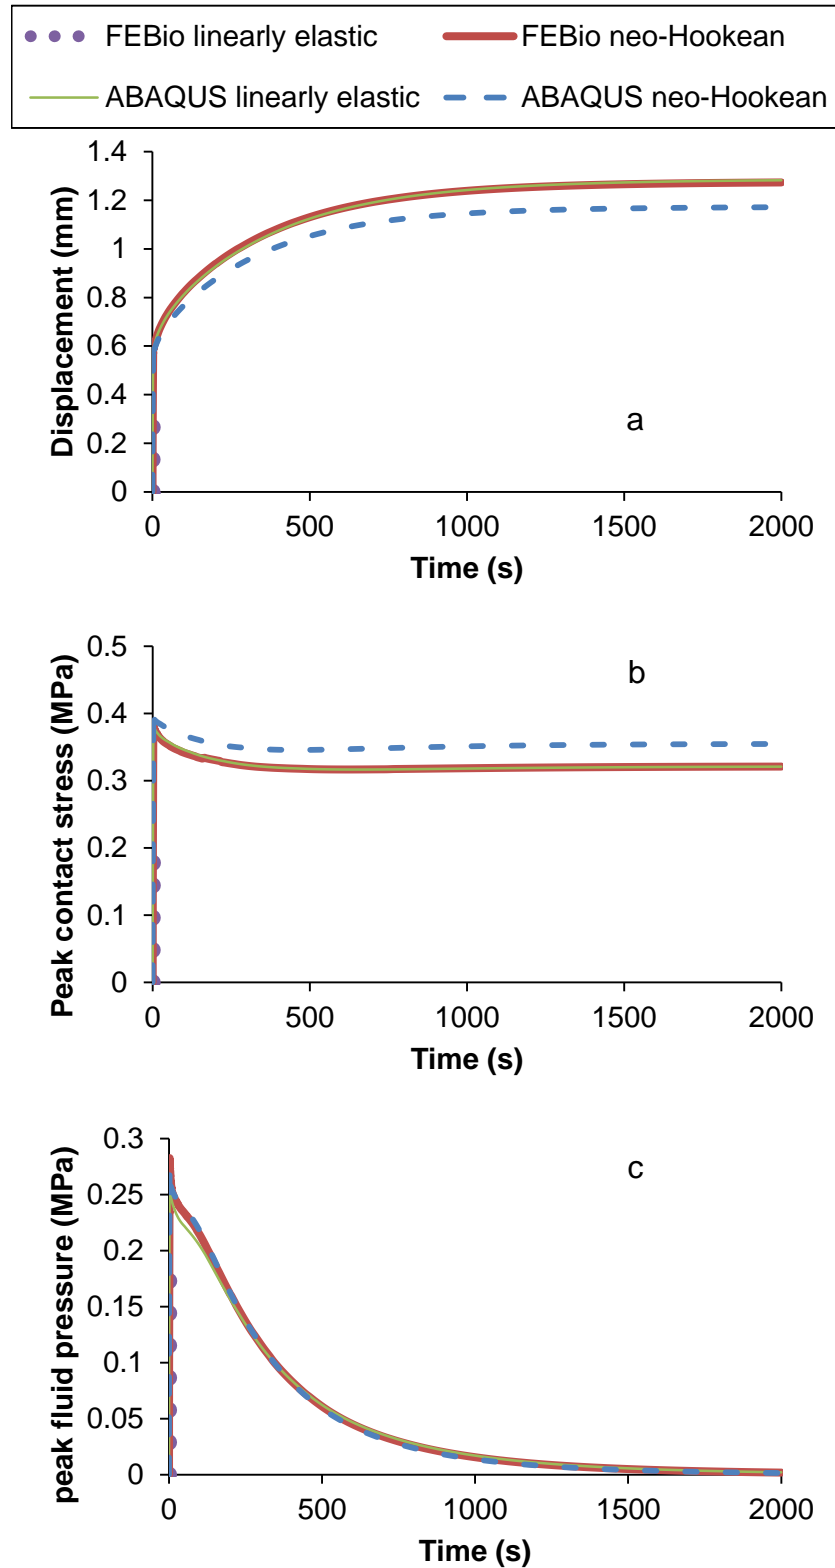 FEBio linearly elastic FEBio neo-Hookean
ABAQUS linearly elastic ABAQUS neo-Hookean
1.4
1.2
1
0.8
0.6
0.4
0.2
0
Displacement (mm)
a
0 500 1000 1500 2000
Time (s)
0.5
0.4
0.3
0.2
0.1
0
Peak contact stress (MPa)
b
0 500 1000 1500 2000
Time (s)
0.3
0.25
0.2
0.15
0.1
0.05
0
peak fluid pressure (MPa)
c
0 500 1000 1500 2000
Time (s)